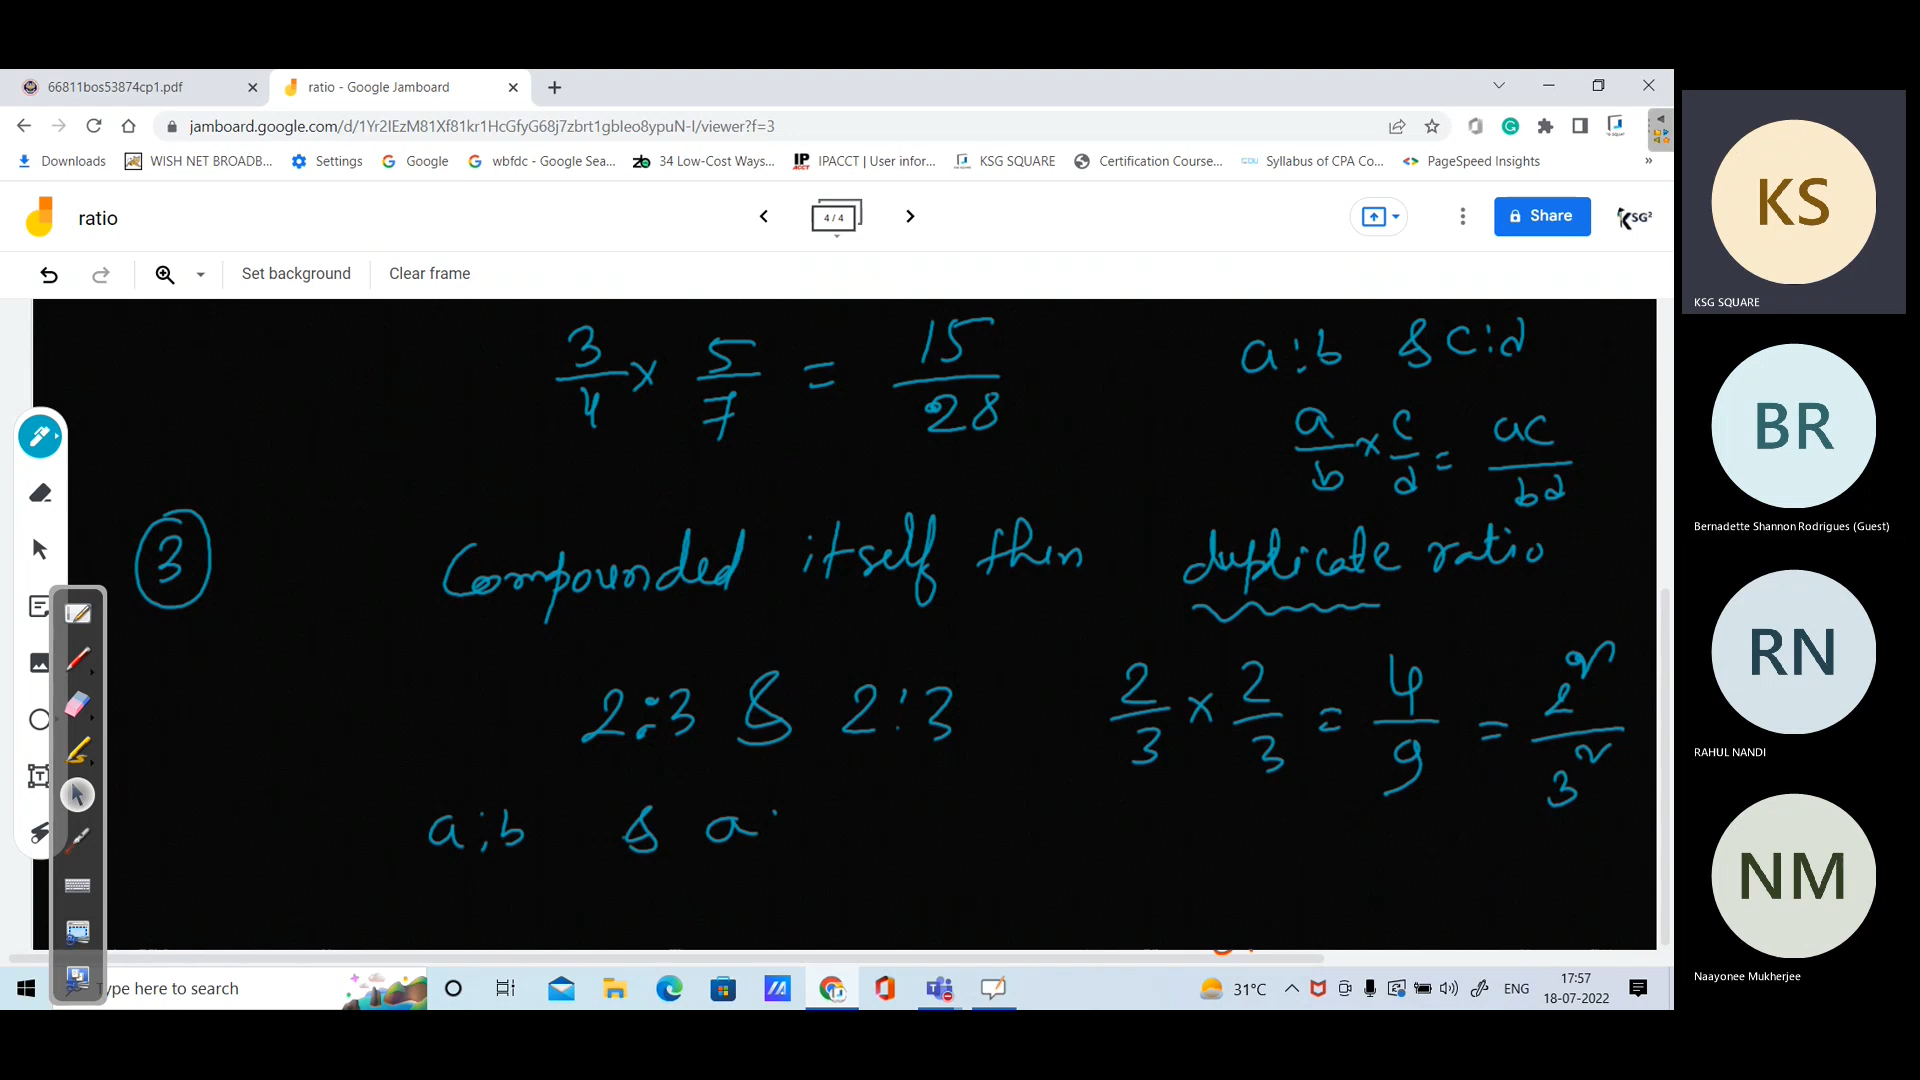 66811bos53874cp1.pdf
ratio - Google Jamboard
jamboard.google.com/d/1Yr2IEzM81Xf81kr1HcGfyG68j7zbrt1gbIeo8ypuN-I/viewer?f=3
Downloads WISH NET BROADB... Settings Google wbfdc - Google Sea... 34 Low-Cost Ways... IPACCT | User infor... KSG SQUARE Certification Course... Syllabus of CPA Co... PageSpeed Insights »
ratio
4 / 4
Share
KSG²
Set background Clear frame
3/4 × 5/7 = 15/28
a:b & c:d
a/b × c/d = ac/bd
③ Compounded itself then duplicate ratio
2:3 & 2:3
2/3 × 2/3 = 4/9 = 2²/3²
a:b & a:
Type here to search
31°C
ENG
17:57
18-07-2022
KS
KSG SQUARE
BR
Bernadette Shannon Rodrigues (Guest)
RN
RAHUL NANDI
NM
Naayonee Mukherjee